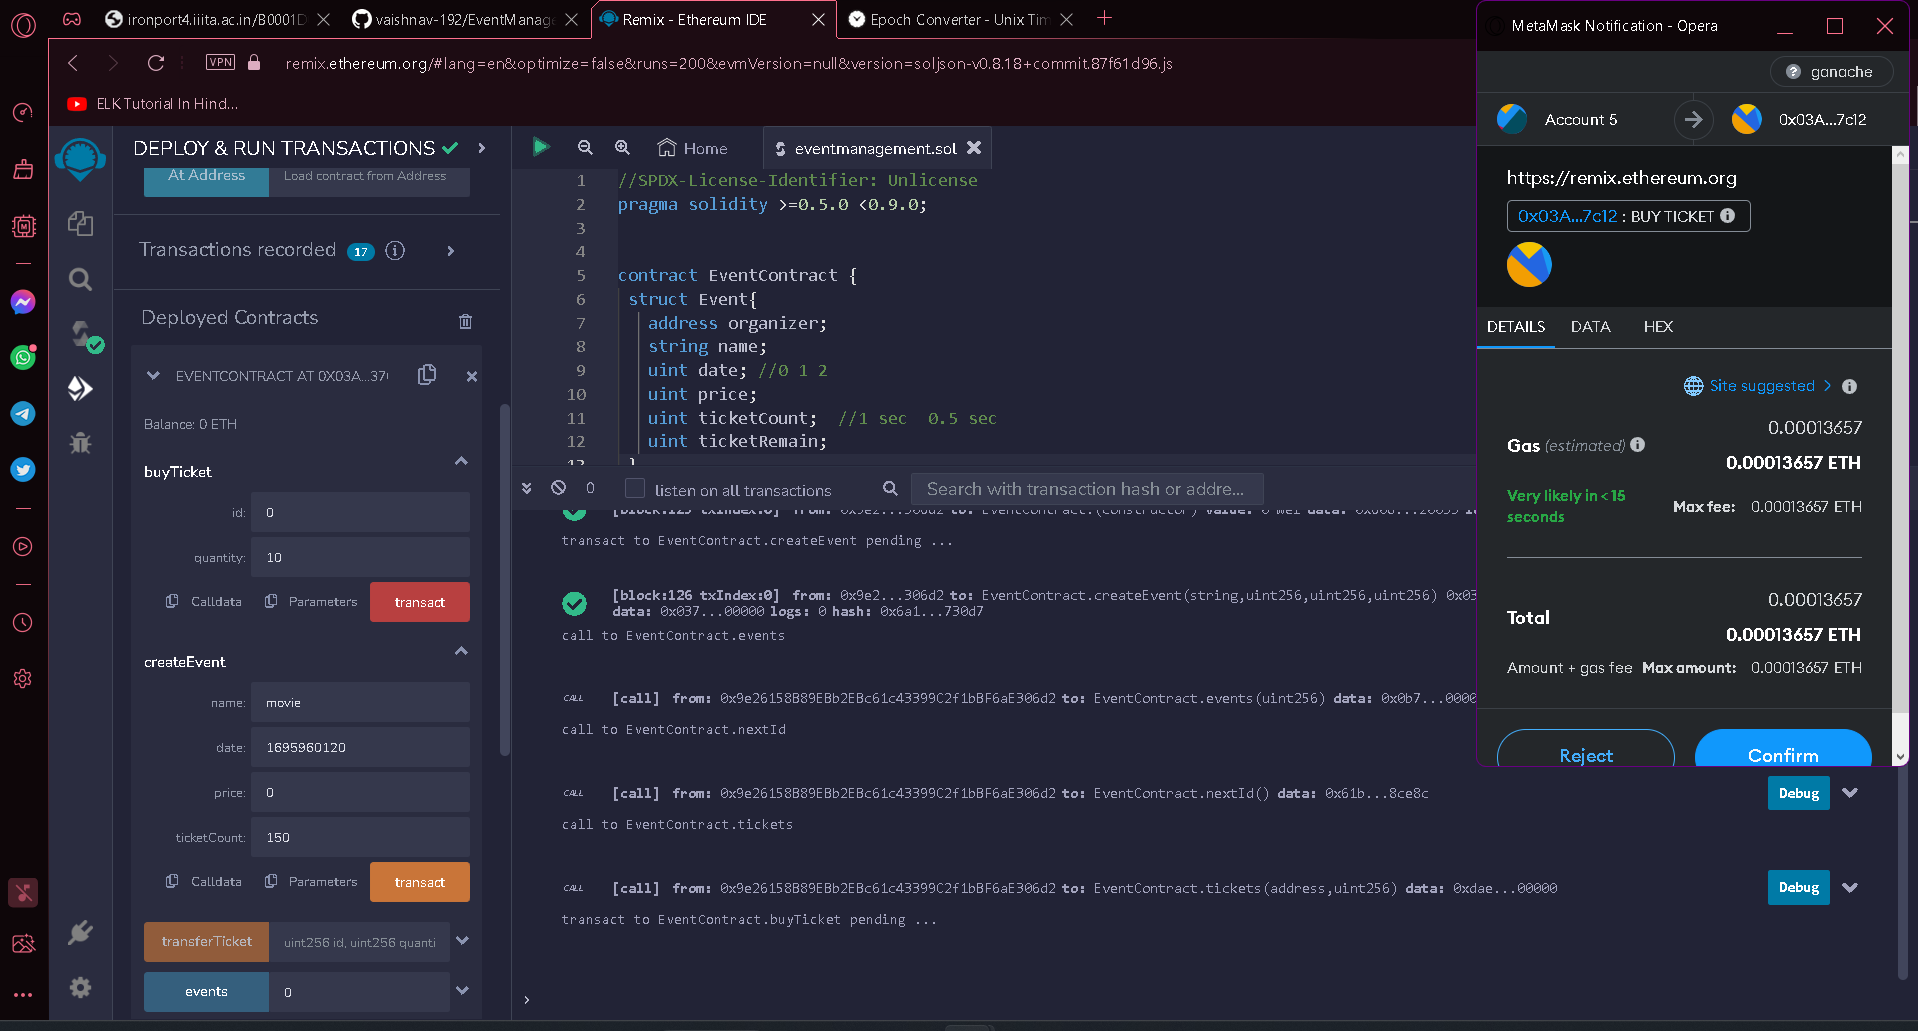 ironport4.iiita.ac.in/B0001D
vaishnav-192/EventManage
Remix - Ethereum IDE
Epoch Converter - Unix Tim
VPN
remix.ethereum.org/#lang=en&optimize=false&runs=200&evmVersion=null&version=soljson-v0.8.18+commit.87f61d96.js
ELK Tutorial In Hind...
DEPLOY & RUN TRANSACTIONS
At Address
Load contract from Address
Transactions recorded 17
Deployed Contracts
EVENTCONTRACT AT 0X03A...37
Balance: 0 ETH
buyTicket
id: 0
quantity: 10
Calldata
Parameters
transact
createEvent
name: movie
date: 1695960120
price: 0
ticketCount: 150
Calldata
Parameters
transact
transferTicket uint256 id, uint256 quanti
events 0
Home
eventmanagement.sol
1 //SPDX-License-Identifier: Unlicense
2 pragma solidity >=0.5.0 <0.9.0;
3
4
5 contract EventContract {
6 struct Event{
7 address organizer;
8 string name;
9 uint date; //0 1 2
10 uint price;
11 uint ticketCount; //1 sec 0.5 sec
12 uint ticketRemain;
0
listen on all transactions
Search with transaction hash or addre...
transact to EventContract.createEvent pending ...
[block:126 txIndex:0] from: 0x9e2...306d2 to: EventContract.createEvent(string,uint256,uint256,uint256) 0x03
data: 0x037...00000 logs: 0 hash: 0x6a1...730d7
call to EventContract.events
CALL [call] from: 0x9e26158B89EBb2EBc61c43399C2f1bBF6aE306d2 to: EventContract.events(uint256) data: 0x0b7...0000
call to EventContract.nextId
CALL [call] from: 0x9e26158B89EBb2EBc61c43399C2f1bBF6aE306d2 to: EventContract.nextId() data: 0x61b...8ce8c
Debug
call to EventContract.tickets
CALL [call] from: 0x9e26158B89EBb2EBc61c43399C2f1bBF6aE306d2 to: EventContract.tickets(address,uint256) data: 0xdae...00000
Debug
transact to EventContract.buyTicket pending ...
MetaMask Notification - Opera
ganache
Account 5
0x03A...7c12
https://remix.ethereum.org
0x03A...7c12 : BUY TICKET
DETAILS
DATA
HEX
Site suggested
Gas (estimated)
0.00013657
0.00013657 ETH
Very likely in < 15 seconds
Max fee: 0.00013657 ETH
Total
0.00013657
0.00013657 ETH
Amount + gas fee
Max amount: 0.00013657 ETH
Reject
Confirm